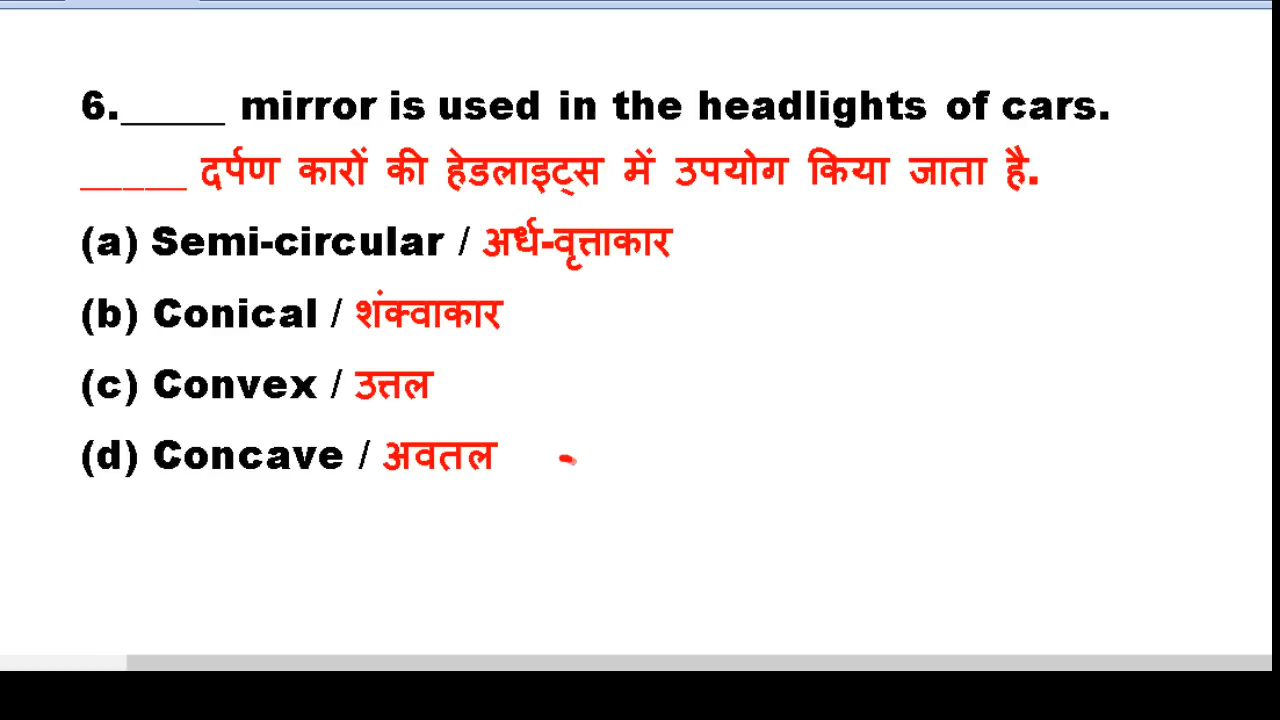 6._____ mirror is used in the headlights of cars.
_____ दर्पण कारों की हेडलाइट्स में उपयोग किया जाता है.
(a) Semi-circular / अर्ध-वृत्ताकार
(b) Conical / शंक्वाकार
(c) Convex / उत्तल
(d) Concave / अवतल